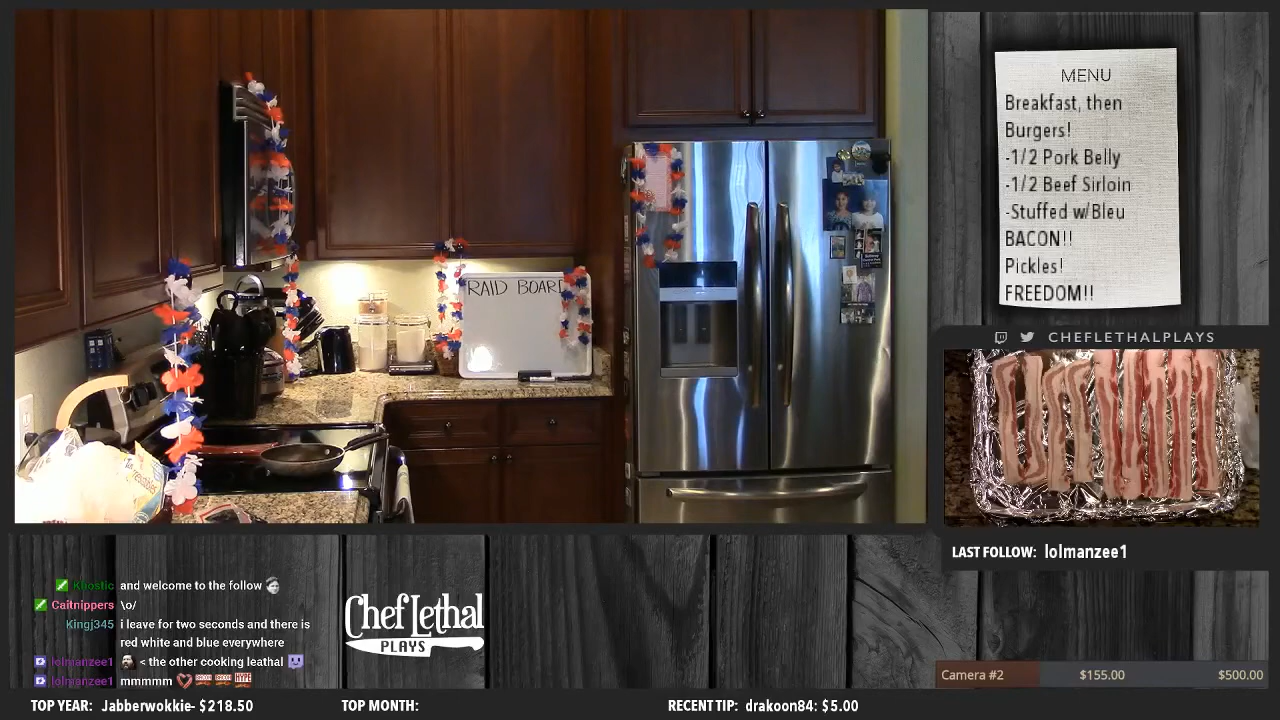 RAID BOARD
MENU
Breakfast, then
Burgers!
-1/2 Pork Belly
-1/2 Beef Sirloin
-Stuffed w/Bleu
BACON!!
Pickles!
FREEDOM!!
CHEFLETHALPLAYS
LAST FOLLOW: lolmanzee1
Khostic and welcome to the follow
Caitnippers \o/
Kingj345 i leave for two seconds and there is
red white and blue everywhere
lolmanzee1 < the other cooking leathal
lolmanzee1 mmmmm BACON BACON HYPE
Chef Lethal
PLAYS
Camera #2 $155.00 $500.00
TOP YEAR: Jabberwokkie- $218.50
TOP MONTH:
RECENT TIP: drakoon84: $5.00